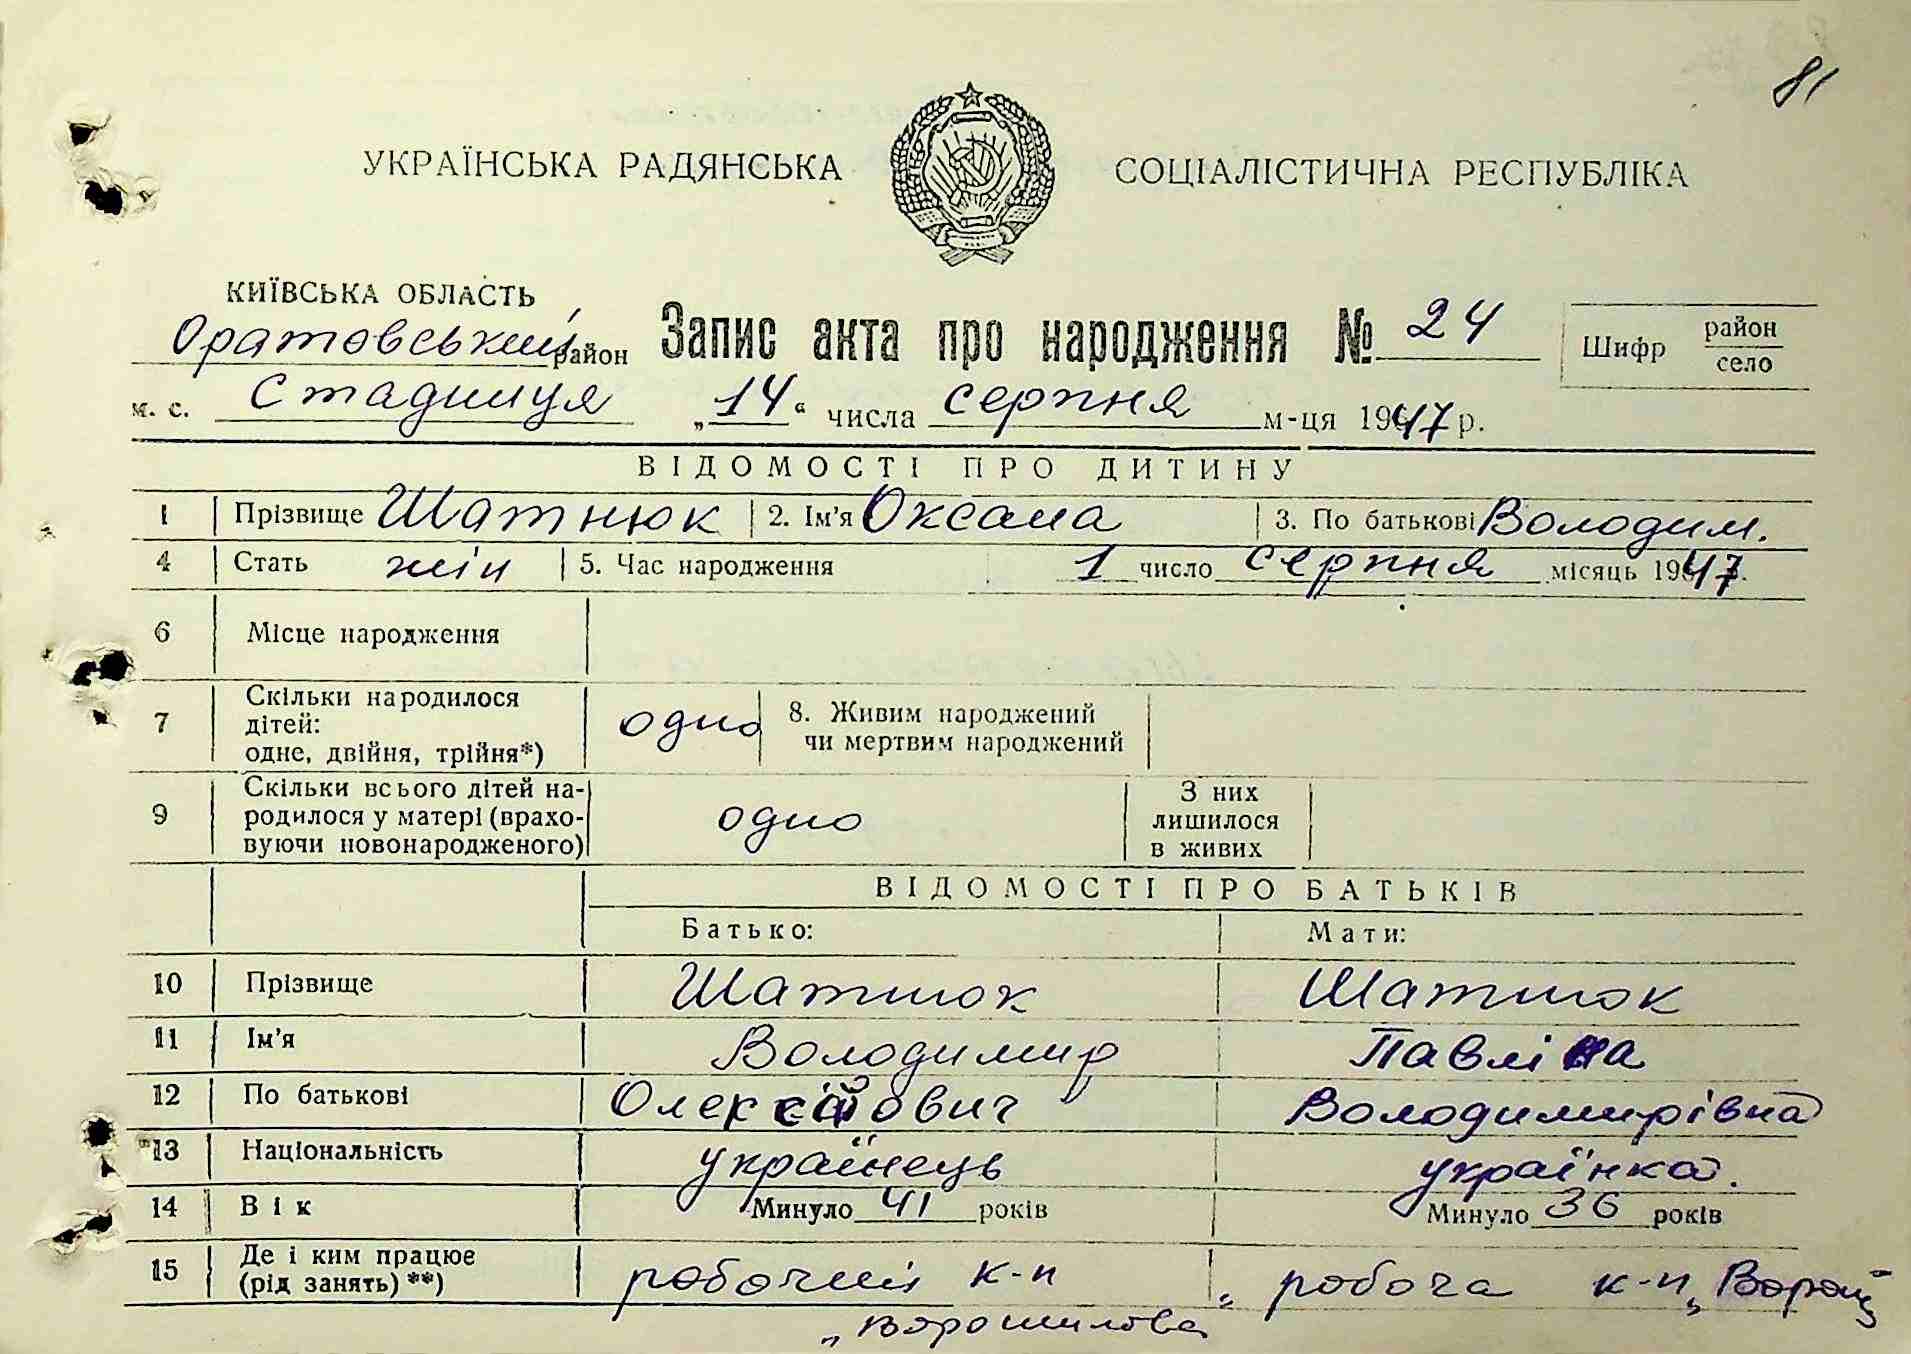 81
УКРАЇНСЬКА РАДЯНСЬКА СОЦІАЛІСТИЧНА РЕСПУБЛІКА
КИЇВСЬКА ОБЛАСТЬ
Оратовський район Запис акта про народження № 24 Шифр район село
м. с. Стадниця „14“ числа серпня м-ця 1947 р.
ВІДОМОСТІ ПРО ДИТИНУ
1 Прізвище Шатнюк 2. Ім'я Оксана 3. По батькові Володим.
4 Стать жін 5. Час народження 1 число серпня місяць 1947
6 Місце народження
7 Скільки народилося дітей: одне, двійня, трійня*) одно 8. Живим народжений чи мертвим народжений
9 Скільки всього дітей народилося у матері (враховуючи новонародженого) одно З них лишилося в живих
ВІДОМОСТІ ПРО БАТЬКІВ
Батько: Мати:
10 Прізвище Шатнюк Шатнюк
11 Ім'я Володимир Павліна
12 По батькові Олексійович Володимирівна
13 Національність українець українка.
14 Вік Минуло 41 років Минуло 36 років
15 Де і ким працює (рід занять) **) робочий к-п „ робоча к-п „Ворош
„Ворошилова“